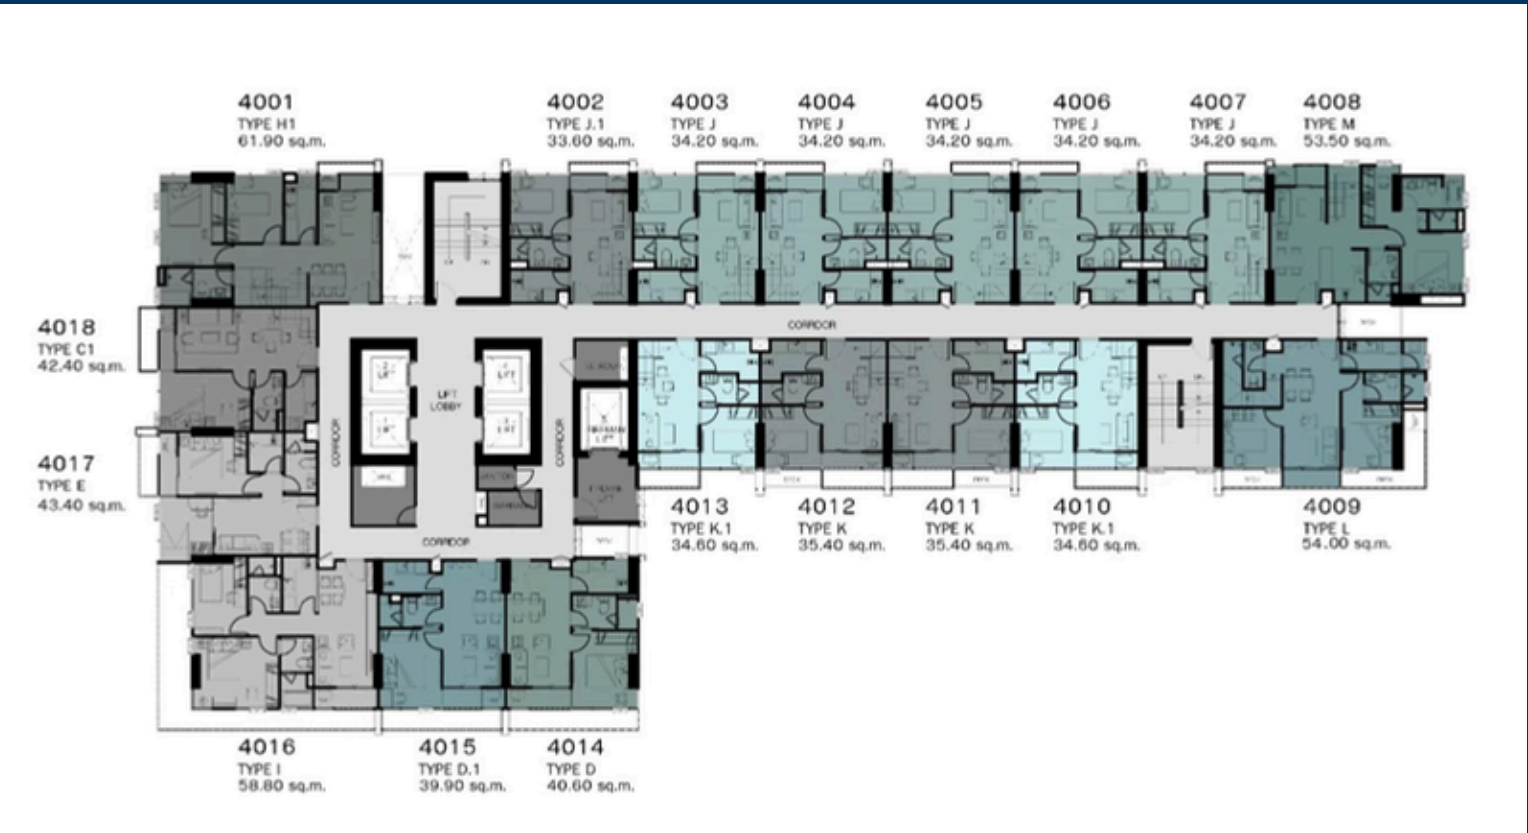 4001
TYPE H1
61.90 sq.m.
4002
TYPE J.1
33.60 sq.m.
4003
TYPE J
34.20 sq.m.
4004
TYPE J
34.20 sq.m.
4005
TYPE J
34.20 sq.m.
4006
TYPE J
34.20 sq.m.
4007
TYPE J
34.20 sq.m.
4008
TYPE M
53.50 sq.m.
4018
TYPE C1
42.40 sq.m.
4017
TYPE E
43.40 sq.m.
CORRIDOR
LIFT
LOBBY
LIFT
LIFT
LIFT
LIFT
CORRIDOR
CORRIDOR
CORRIDOR
4013
TYPE K.1
34.60 sq.m.
4012
TYPE K
35.40 sq.m.
4011
TYPE K
35.40 sq.m.
4010
TYPE K.1
34.60 sq.m.
4009
TYPE L
54.00 sq.m.
4016
TYPE I
58.80 sq.m.
4015
TYPE D.1
39.90 sq.m.
4014
TYPE D
40.60 sq.m.